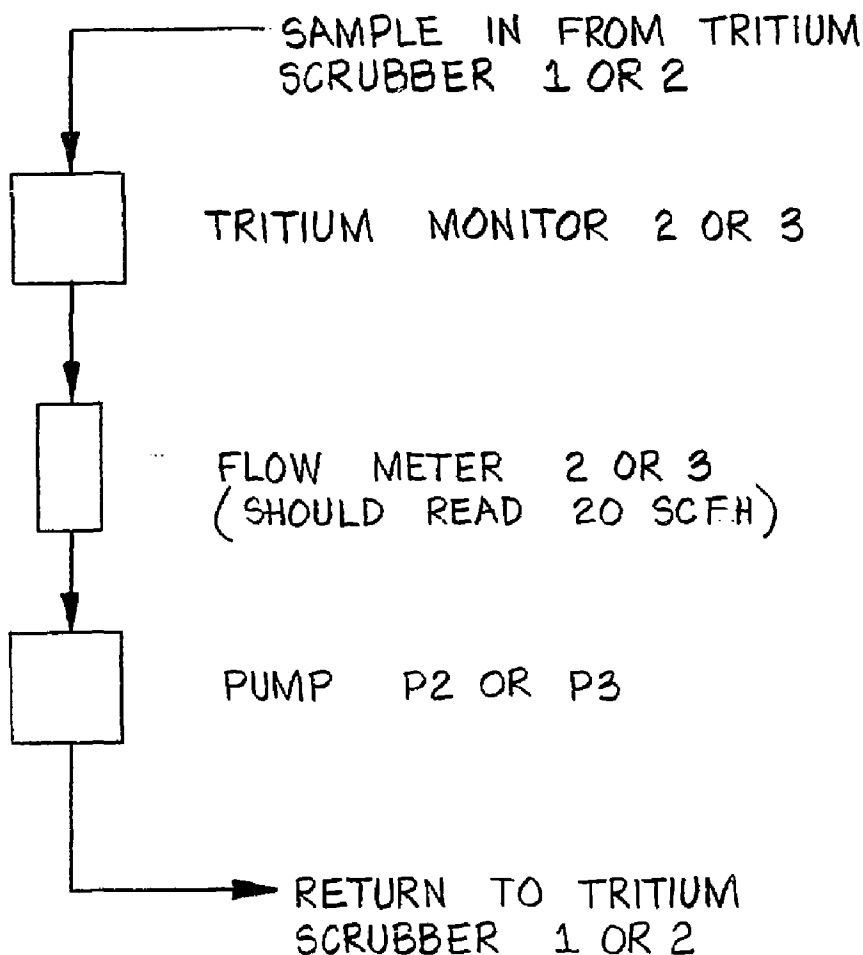 SAMPLE IN FROM TRITIUM
SCRUBBER 1 OR 2
TRITIUM MONITOR 2 OR 3
FLOW METER 2 OR 3
(SHOULD READ 20 SCFH)
PUMP P2 OR P3
RETURN TO TRITIUM
SCRUBBER 1 OR 2